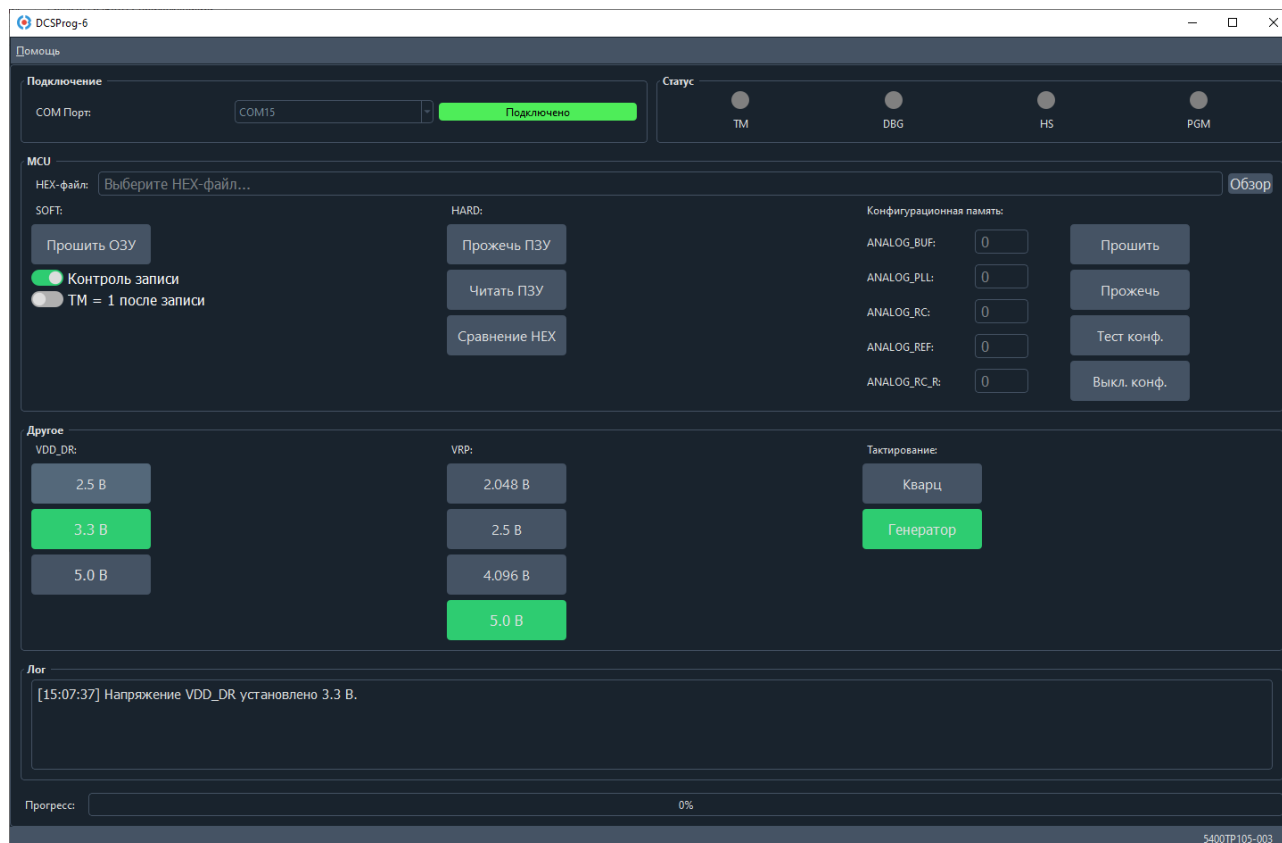 DCSProg-6
Помощь
Подключение
COM Порт:
COM15
Подключено
Статус
TM
DBG
HS
PGM
MCU
HEX-файл:
Выберите HEX-файл...
Обзор
SOFT:
Прошить ОЗУ
Контроль записи
TM = 1 после записи
HARD:
Прожечь ПЗУ
Читать ПЗУ
Сравнение HEX
Конфигурационная память:
ANALOG_BUF:
0
ANALOG_PLL:
0
ANALOG_RC:
0
ANALOG_REF:
0
ANALOG_RC_R:
0
Прошить
Прожечь
Тест конф.
Выкл. конф.
Другое
VDD_DR:
2.5 В
3.3 В
5.0 В
VRP:
2.048 В
2.5 В
4.096 В
5.0 В
Тактирование:
Кварц
Генератор
Лог
[15:07:37] Напряжение VDD_DR установлено 3.3 В.
Прогресс:
0%
5400TP105-003